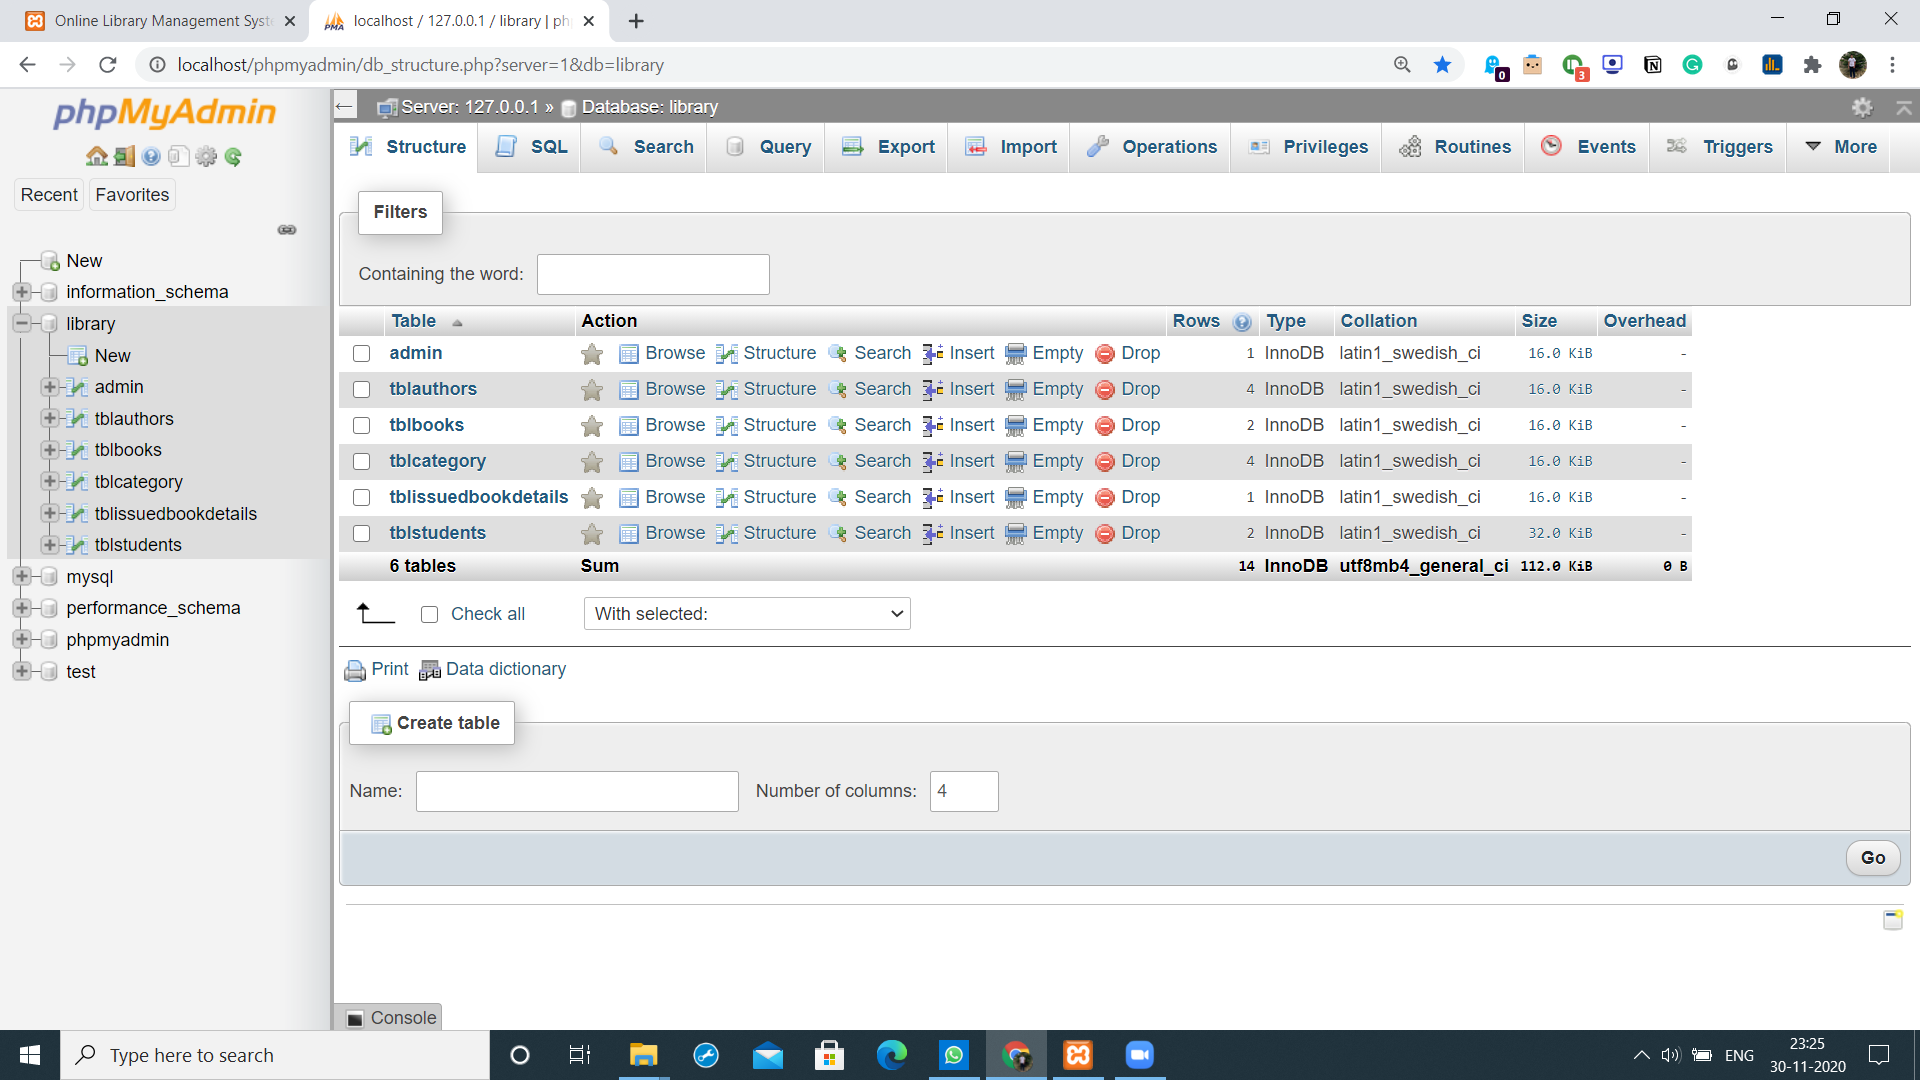 Online Library Management Syst
localhost / 127.0.0.1 / library | ph
localhost/phpmyadmin/db_structure.php?server=1&db=library
0
3
phpMyAdmin
Recent Favorites
New
information_schema
library
New
admin
tblauthors
tblbooks
tblcategory
tblissuedbookdetails
tblstudents
mysql
performance_schema
phpmyadmin
test
Server: 127.0.0.1 » Database: library
Structure SQL Search Query Export Import Operations Privileges Routines Events Triggers More
Filters
Containing the word:
Table Action Rows Type Collation Size Overhead
admin Browse Structure Search Insert Empty Drop 1 InnoDB latin1_swedish_ci 16.0 KiB -
tblauthors Browse Structure Search Insert Empty Drop 4 InnoDB latin1_swedish_ci 16.0 KiB -
tblbooks Browse Structure Search Insert Empty Drop 2 InnoDB latin1_swedish_ci 16.0 KiB -
tblcategory Browse Structure Search Insert Empty Drop 4 InnoDB latin1_swedish_ci 16.0 KiB -
tblissuedbookdetails Browse Structure Search Insert Empty Drop 1 InnoDB latin1_swedish_ci 16.0 KiB -
tblstudents Browse Structure Search Insert Empty Drop 2 InnoDB latin1_swedish_ci 32.0 KiB -
6 tables Sum 14 InnoDB utf8mb4_general_ci 112.0 KiB 0 B
Check all With selected:
Print Data dictionary
Create table
Name: Number of columns: 4
Go
Console
Type here to search
ENG
23:25
30-11-2020